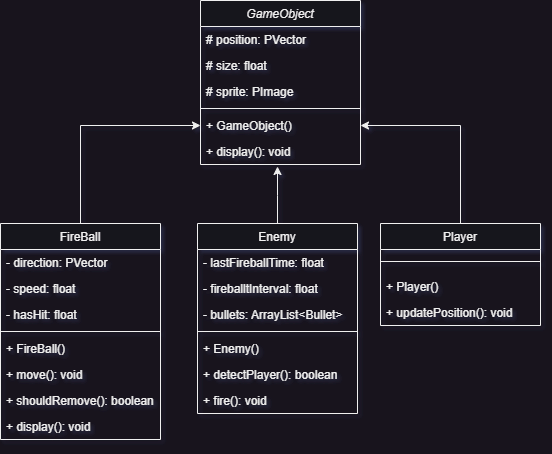 GameObject
# position: PVector
# size: float
# sprite: PImage
+ GameObject()
+ display(): void
FireBall
- direction: PVector
- speed: float
- hasHit: float
+ FireBall()
+ move(): void
+ shouldRemove(): boolean
+ display(): void
Enemy
- lastFireballTime: float
- fireballtInterval: float
- bullets: ArrayList<Bullet>
+ Enemy()
+ detectPlayer(): boolean
+ fire(): void
Player
+ Player()
+ updatePosition(): void